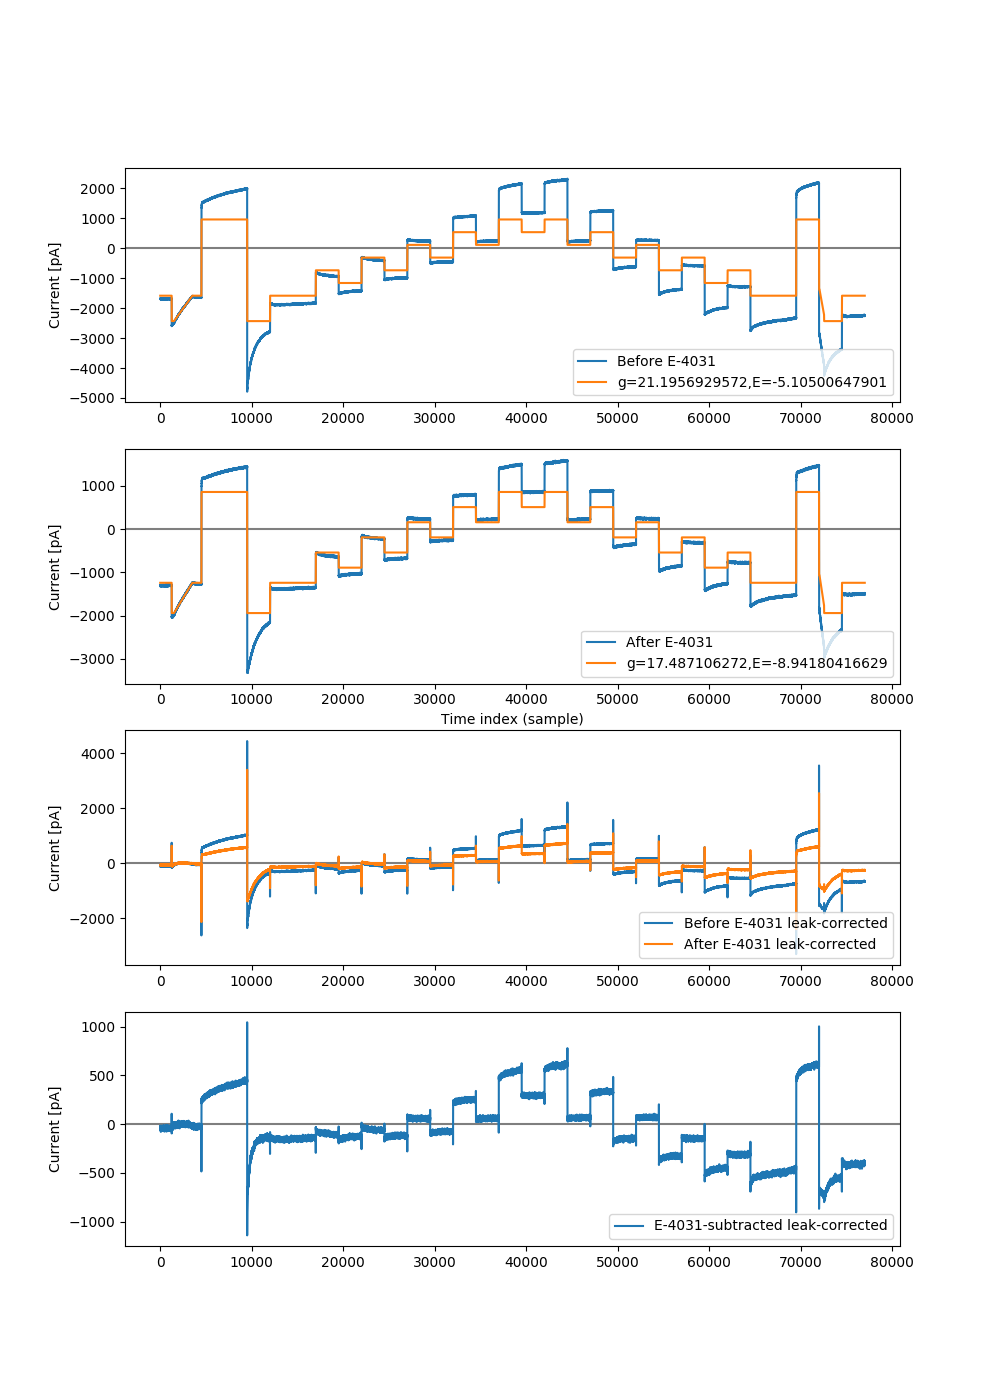 2000
1000
0
−1000
−2000
−3000
−4000
−5000
Current [pA]
Before E-4031
g=21.1956929572,E=-5.10500647901
0 10000 20000 30000 40000 50000 60000 70000 80000
1000
0
−1000
−2000
−3000
Current [pA]
After E-4031
g=17.487106272,E=-8.94180416629
0 10000 20000 30000 40000 50000 60000 70000 80000
Time index (sample)
4000
2000
0
−2000
Current [pA]
Before E-4031 leak-corrected
After E-4031 leak-corrected
0 10000 20000 30000 40000 50000 60000 70000 80000
1000
500
0
−500
−1000
Current [pA]
E-4031-subtracted leak-corrected
0 10000 20000 30000 40000 50000 60000 70000 80000